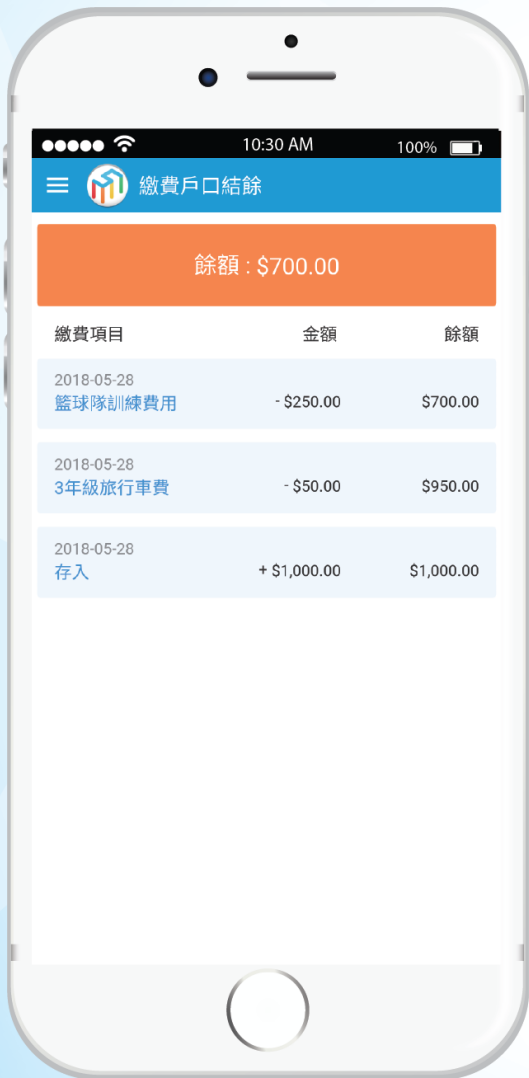 10:30 AM 100%
繳費戶口結餘
餘額 : $700.00
繳費項目 金額 餘額
2018-05-28
籃球隊訓練費用 - $250.00 $700.00
2018-05-28
3年級旅行車費 - $50.00 $950.00
2018-05-28
存入 + $1,000.00 $1,000.00